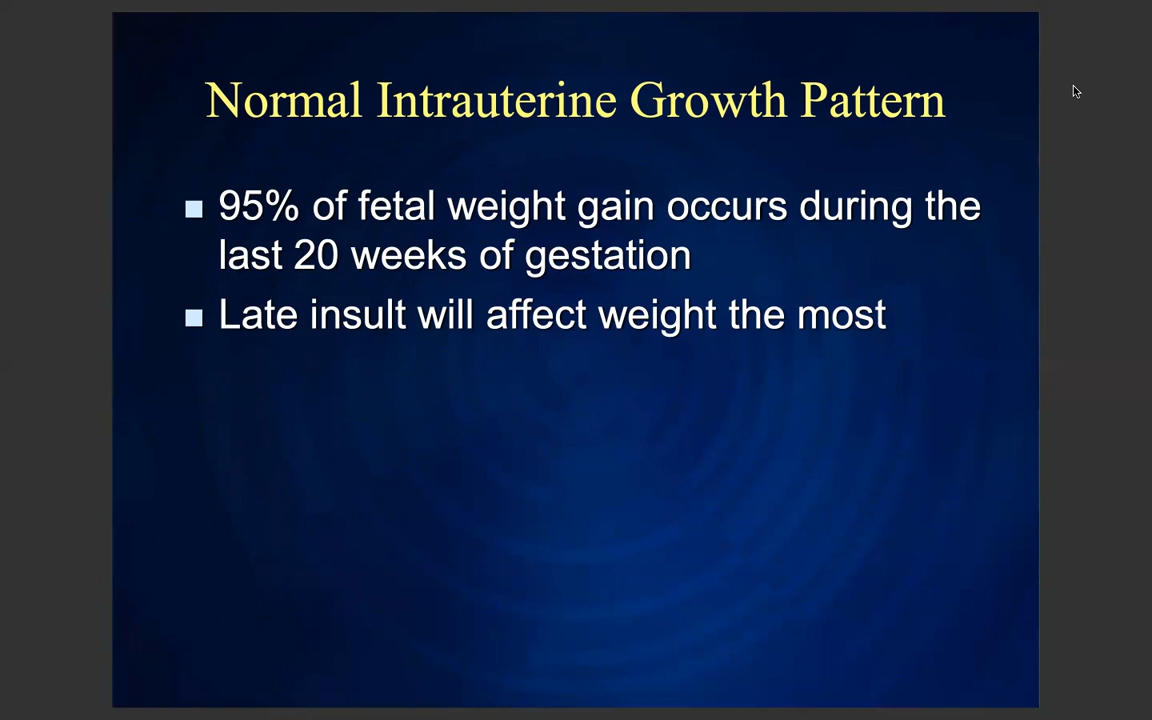 Normal Intrauterine Growth Pattern
95% of fetal weight gain occurs during the
last 20 weeks of gestation
Late insult will affect weight the most